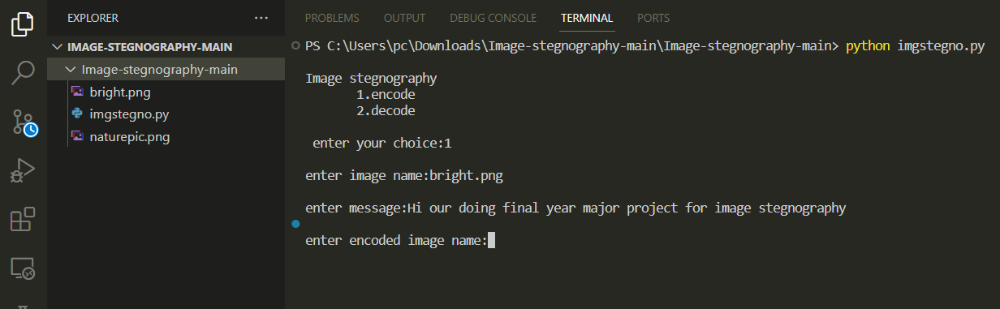 EXPLORER
IMAGE-STEGNOGRAPHY-MAIN
Image-stegnography-main
bright.png
imgstegno.py
naturepic.png
PROBLEMS OUTPUT DEBUG CONSOLE TERMINAL PORTS
PS C:\Users\pc\Downloads\Image-stegnography-main\Image-stegnography-main> python imgstegno.py
Image stegnography
1.encode
2.decode
enter your choice:1
enter image name:bright.png
enter message:Hi our doing final year major project for image stegnography
enter encoded image name: